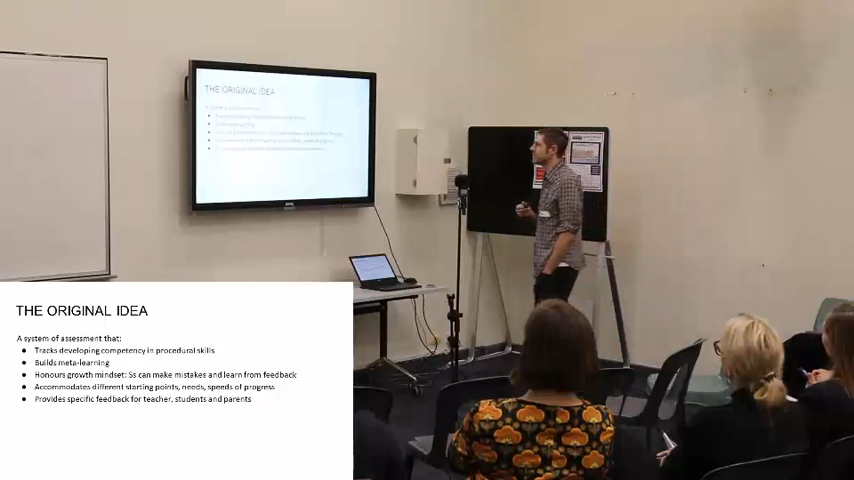 THE ORIGINAL IDEA
THE ORIGINAL IDEA
A system of assessment that:
● Tracks developing competency in procedural skills
● Builds meta-learning
● Honours growth mindset: Ss can make mistakes and learn from feedback
● Accommodates different starting points, needs, speeds of progress
● Provides specific feedback for teacher, students and parents